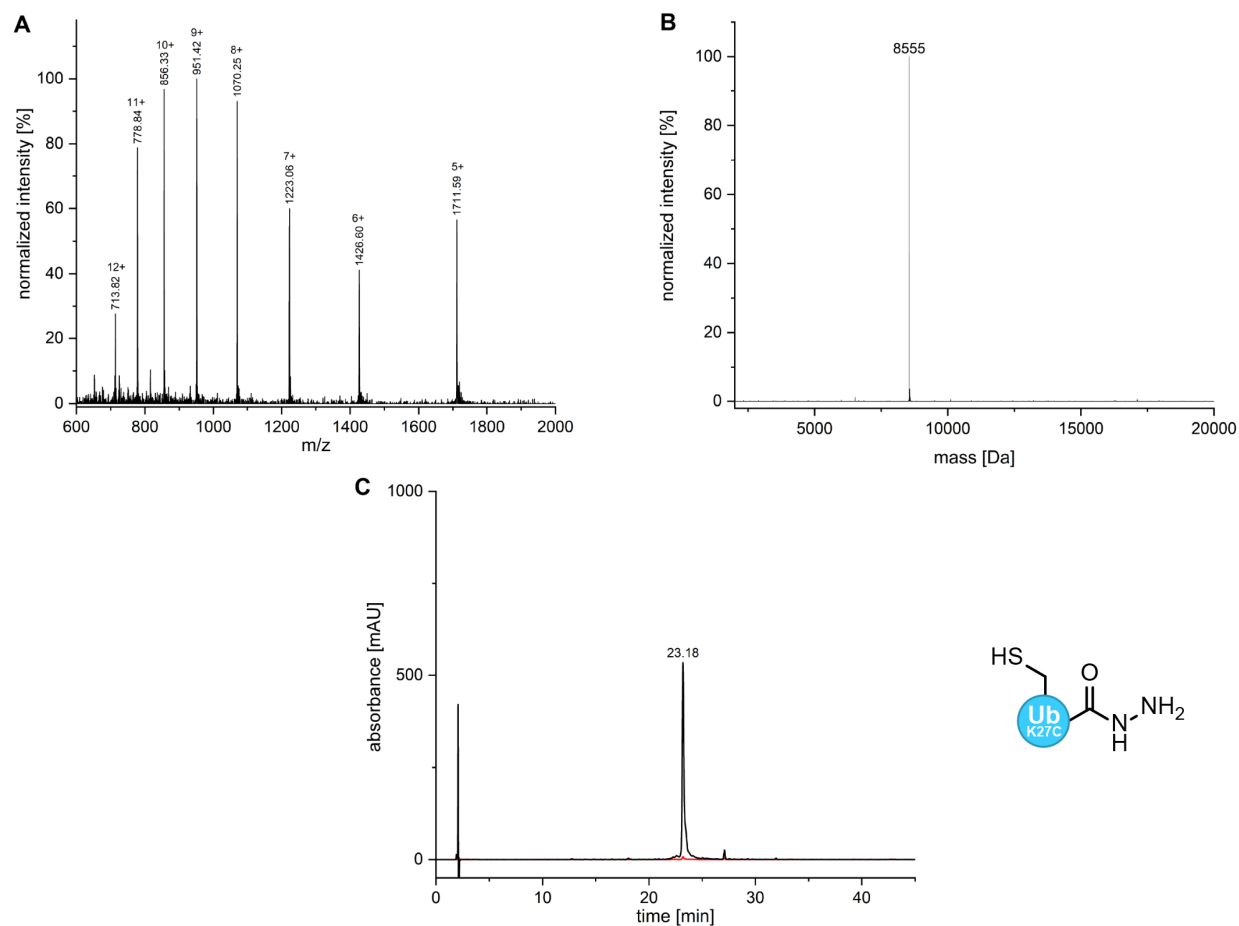 A
normalized intensity [%]
100
80
60
40
20
0
12+
713.82
11+
778.84
10+
856.33
9+
951.42
8+
1070.25
7+
1223.06
6+
1426.60
5+
1711.59
600 800 1000 1200 1400 1600 1800 2000
m/z
B
normalized intensity [%]
100
80
60
40
20
0
8555
5000 10000 15000 20000
mass [Da]
C
absorbance [mAU]
1000
500
0
23.18
0 10 20 30 40
time [min]
HS
O
Ub
K27C
N
H
NH2